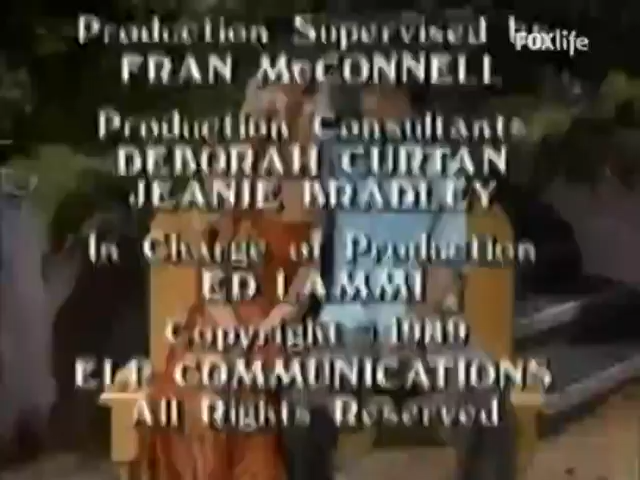 Production Supervised by
FOXlife
FRAN McCONNELL
Production Consultants
DEBORAH CURTAN
JEANIE BRADLEY
In Charge of Production
ED LAMMI
Copyright 1989
ELP COMMUNICATIONS
All Rights Reserved